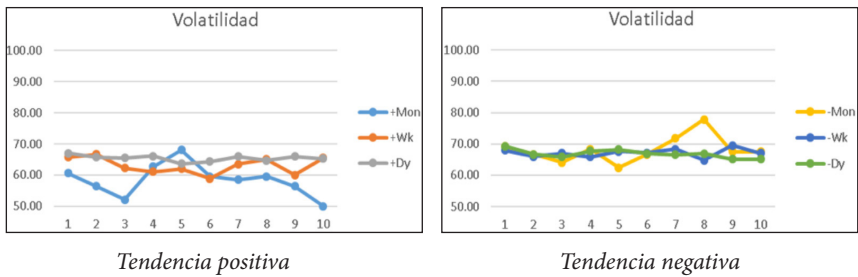 Volatilidad
100.00
90.00
80.00
70.00
60.00
50.00
1 2 3 4 5 6 7 8 9 10
+Mon
+Wk
+Dy
Tendencia positiva
Volatilidad
100.00
90.00
80.00
70.00
60.00
50.00
1 2 3 4 5 6 7 8 9 10
-Mon
-Wk
-Dy
Tendencia negativa